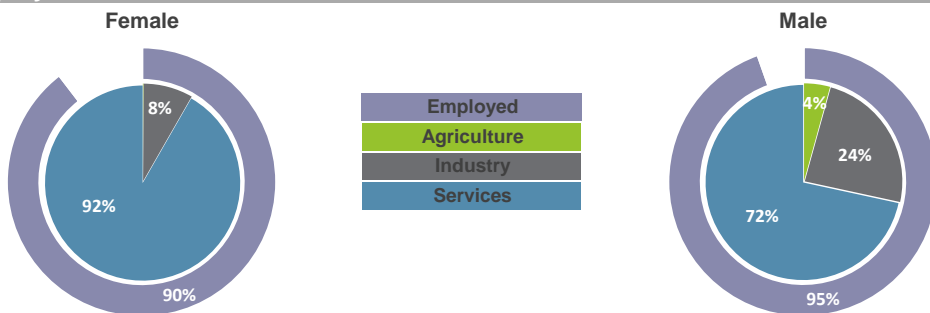 Female
8%
92%
90%
Employed
Agriculture
Industry
Services
Male
4%
24%
72%
95%